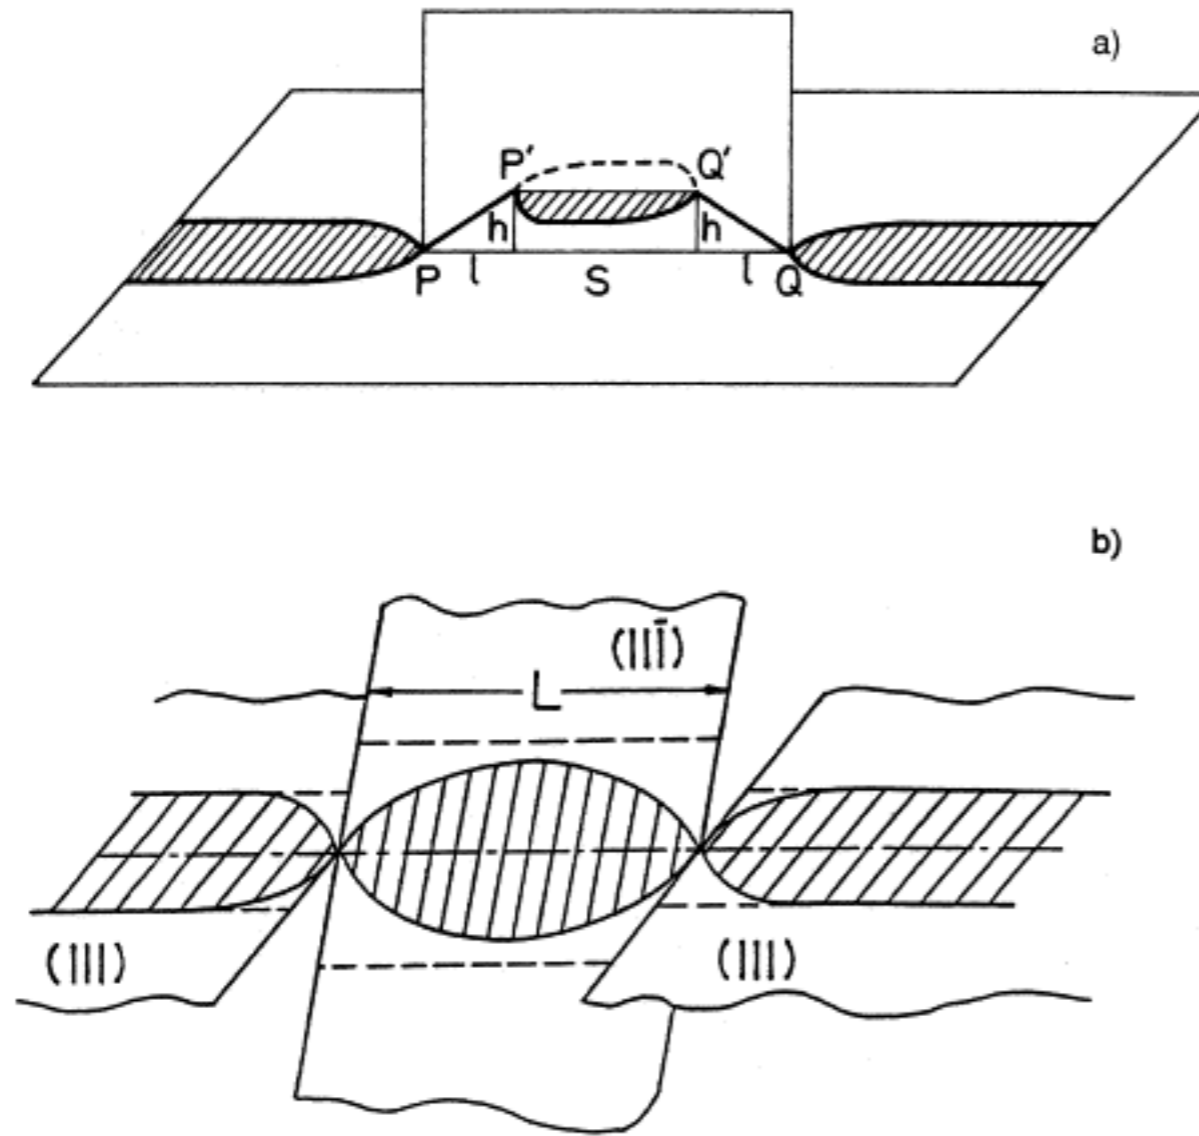 a)
P′ Q′
h h
P l S l Q
b)
(111̄)
L
(111) (111)